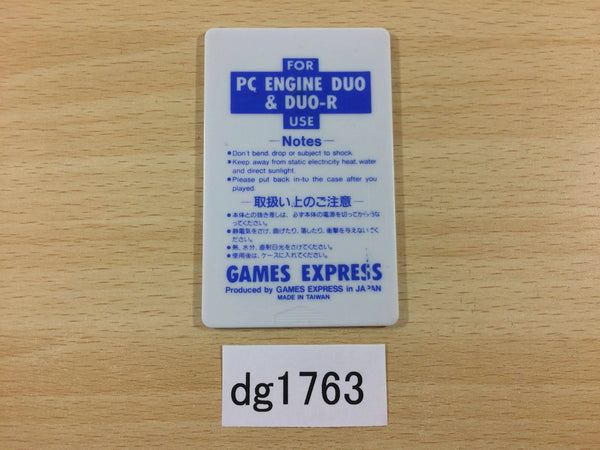 FOR
PC ENGINE DUO
& DUO-R
USE
Notes
●Don't bend. drop or subject to shock.
●Keep away from static electricity heat. water
and direct sunlight.
●Please put back in-to the case after you
played.
取扱い上のご注意
●本体との抜き差しは、必ず本体の電源を切ってからおこな
ってください。
●静電気をさけ、曲げたり、落したり、衝撃を与えないでく
ださい。
●熱、水分、直射日光をさけてください。
●使用後は、ケースに入れてください。
GAMES EXPRESS
Produced by GAMES EXPRESS in JAPAN
MADE IN TAIWAN
dg1763